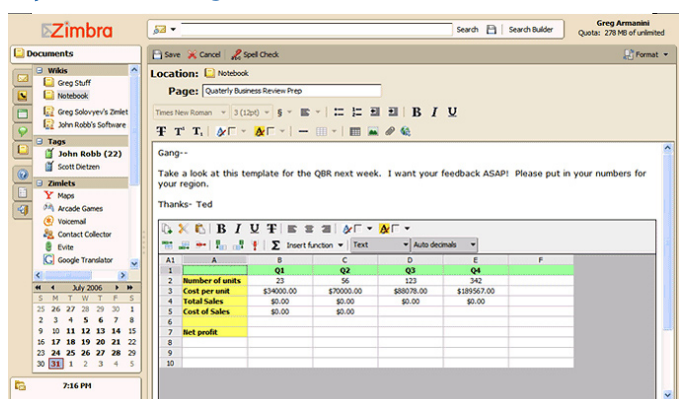 Zimbra
Search
Search Builder
Greg Armanini
Quota: 278 MB of unlimited
Documents
Save Cancel Spell Check Format
Wikis
Greg Stuff
Notebook
Greg Solovyev's Zimlet
John Robb's Software
Tags
John Robb (22)
Scott Dietzen
Zimlets
Maps
Arcade Games
Voicemail
Contact Collector
Evite
Google Translator
July 2006
S M T W T F S
25 26 27 28 29 30 1
2 3 4 5 6 7 8
9 10 11 12 13 14 15
16 17 18 19 20 21 22
23 24 25 26 27 28 29
30 31 1 2 3 4 5
7:16 PM
Location: Notebook
Page: Quaterly Business Review Prep
Times New Roman 3 (12pt) § B I U
T T T
Gang--
Take a look at this template for the QBR next week. I want your feedback ASAP! Please put in your numbers for
your region.
Thanks- Ted
B I U T
Σ Insert function Text Auto decimals
A1 A B C D E F
1 Q1 Q2 Q3 Q4
2 Number of units 23 56 123 342
3 Cost per unit $34000.00 $70000.00 $88078.00 $189567.00
4 Total Sales $0.00 $0.00 $0.00 $0.00
5 Cost of Sales $0.00 $0.00
6
7 Net profit
8
9
10